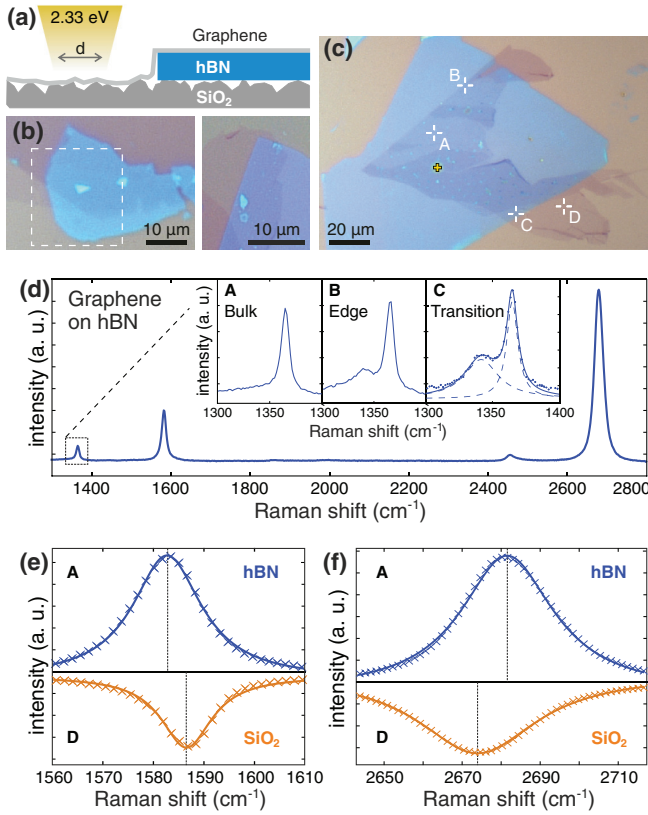 (a)
2.33 eV
d
Graphene
hBN
SiO₂
(b)
10 µm
10 µm
(c)
B
A
C
D
20 µm
(d)
Graphene
on hBN
intensity (a. u.)
intensity (a. u.)
A
Bulk
B
Edge
C
Transition
1300 1350 1300 1350 1300 1350 1400
Raman shift (cm⁻¹)
1400 1600 1800 2000 2200 2400 2600 2800
Raman shift (cm⁻¹)
(e)
A
hBN
intensity (a. u.)
D
SiO₂
1560 1570 1580 1590 1600 1610
Raman shift (cm⁻¹)
(f)
A
hBN
intensity (a. u.)
D
SiO₂
2650 2670 2690 2710
Raman shift (cm⁻¹)